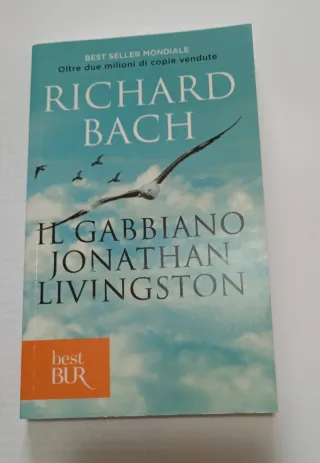 BEST SELLER MONDIALE
Oltre due milioni di copie vendute
RICHARD
BACH
IL GABBIANO
JONATHAN
LIVINGSTON
best
BUR